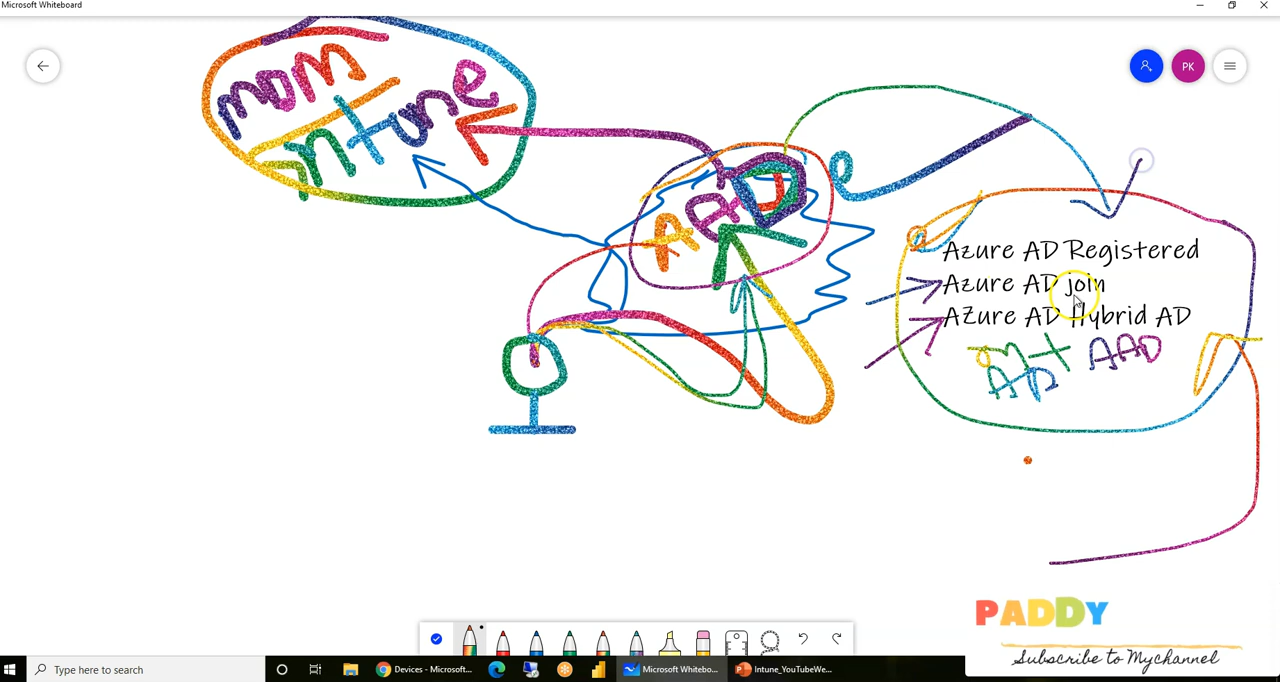 Microsoft Whiteboard
PK
mDm
Intune
AAD
Azure AD Registered
Azure AD join
AZure AD Hybrid AD
AD + AAD
PADDY
Subscribe to Mychannel
Type here to search
Devices - Microsoft...
Microsoft Whitebo...
Intune_YouTubeWe...